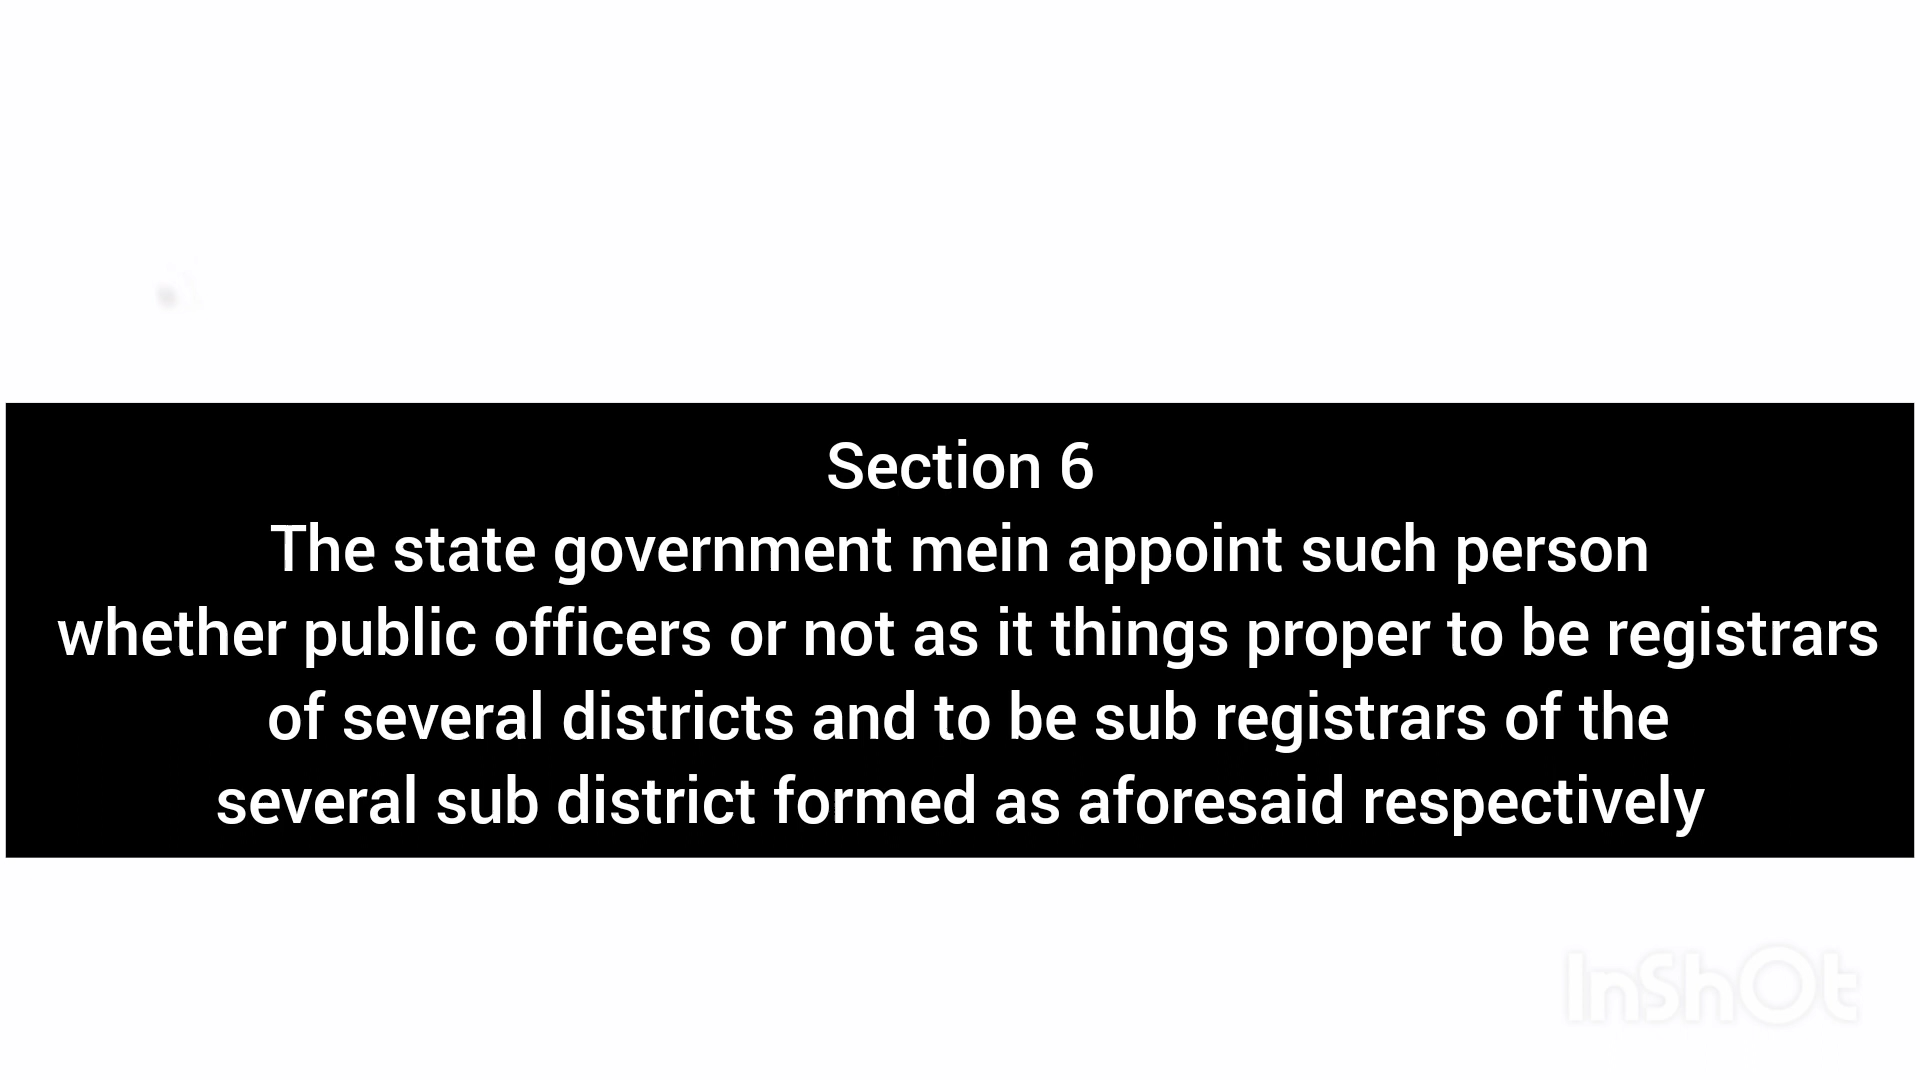 Section 6
The state government mein appoint such person
whether public officers or not as it things proper to be registrars
of several districts and to be sub registrars of the
several sub district formed as aforesaid respectively
InShOt